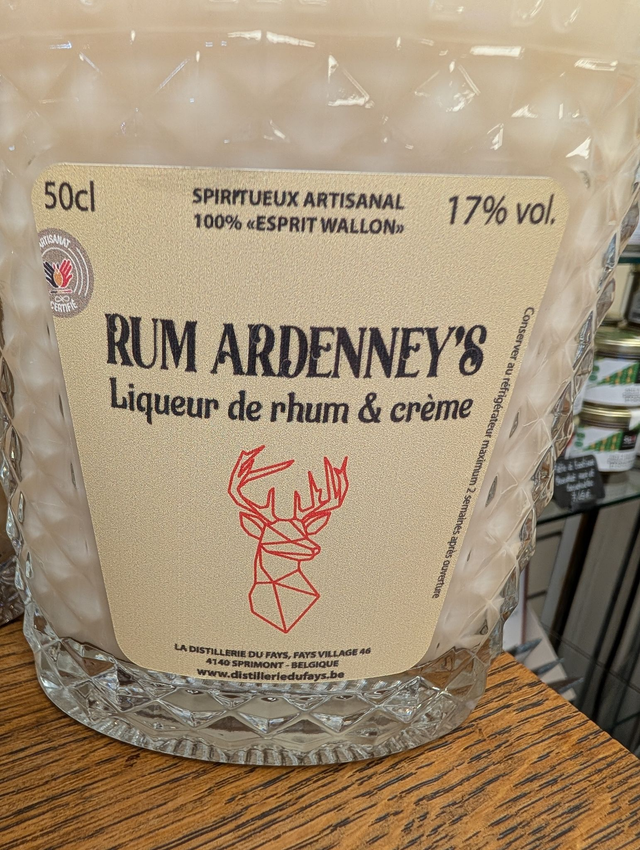 50cl
SPIRITUEUX ARTISANAL
100% «ESPRIT WALLON»
17% vol.
ARTISANAT
CERTIFIÉ
RUM ARDENNEY'S
Liqueur de rhum & crème
Conserver au réfrigérateur maximum 2 semaines après ouverture
LA DISTILLERIE DU FAYS, FAYS VILLAGE 46
4140 SPRIMONT - BELGIQUE
www.distilleriedufays.be